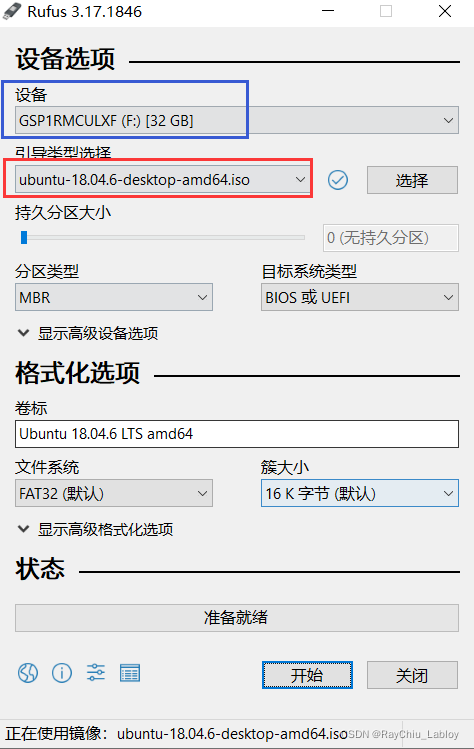 Rufus 3.17.1846
设备选项
设备
GSP1RMCULXF (F:) [32 GB]
引导类型选择
ubuntu-18.04.6-desktop-amd64.iso
选择
持久分区大小
0 (无持久分区)
分区类型
目标系统类型
MBR
BIOS 或 UEFI
显示高级设备选项
格式化选项
卷标
Ubuntu 18.04.6 LTS amd64
文件系统
簇大小
FAT32 (默认)
16 K 字节 (默认)
显示高级格式化选项
状态
准备就绪
开始
关闭
正在使用镜像：ubuntu-18.04.6-desktop-amd64.iso
CSDN @RayChiu_Labloy